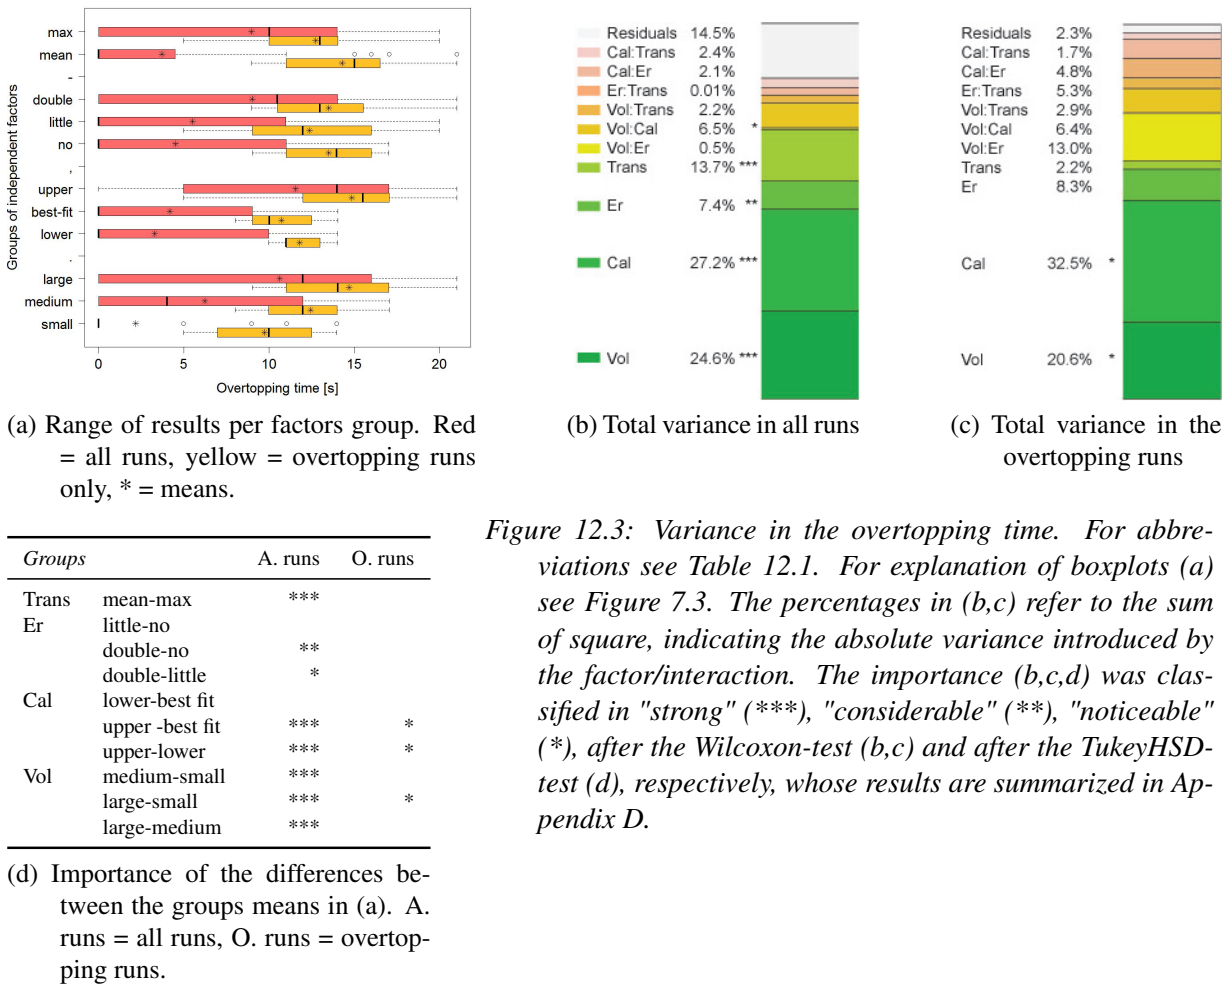 max
mean
-
double
little
no
,
upper
best-fit
lower
.
large
medium
small
Groups of independent factors
0 5 10 15 20
Overtopping time [s]
(a) Range of results per factors group. Red
= all runs, yellow = overtopping runs
only, * = means.
Residuals 14.5%
Cal:Trans 2.4%
Cal:Er 2.1%
Er:Trans 0.01%
Vol:Trans 2.2%
Vol:Cal 6.5% *
Vol:Er 0.5%
Trans 13.7% ***
Er 7.4% **
Cal 27.2% ***
Vol 24.6% ***
(b) Total variance in all runs
Residuals 2.3%
Cal:Trans 1.7%
Cal:Er 4.8%
Er:Trans 5.3%
Vol:Trans 2.9%
Vol:Cal 6.4%
Vol:Er 13.0%
Trans 2.2%
Er 8.3%
Cal 32.5% *
Vol 20.6% *
(c) Total variance in the
overtopping runs
Groups A. runs O. runs
Trans mean-max ***
Er little-no
double-no **
double-little *
Cal lower-best fit
upper -best fit *** *
upper-lower *** *
Vol medium-small ***
large-small *** *
large-medium ***
(d) Importance of the differences be-
tween the groups means in (a). A.
runs = all runs, O. runs = overtop-
ping runs.
Figure 12.3: Variance in the overtopping time. For abbre-
viations see Table 12.1. For explanation of boxplots (a)
see Figure 7.3. The percentages in (b,c) refer to the sum
of square, indicating the absolute variance introduced by
the factor/interaction. The importance (b,c,d) was clas-
sified in "strong" (***), "considerable" (**), "noticeable"
(*), after the Wilcoxon-test (b,c) and after the TukeyHSD-
test (d), respectively, whose results are summarized in Ap-
pendix D.